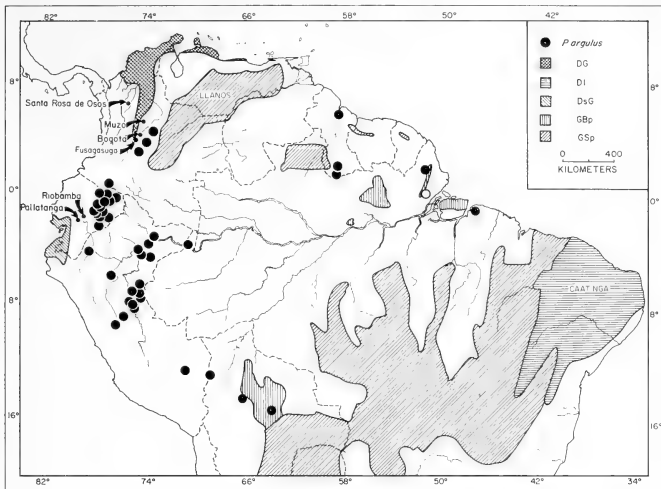 82° 74° 66° 58° 50° 42°
P argulus
DG
DI
DsG
GBp
GSp
0 400
KILOMETERS
8° 8°
LLANOS
Santa Rosa de Osos
Muzo
Bogota
Fusagasuga
0° 0°
Riobamba
Pallatanga
CAATINGA
8° 8°
16° 16°
82° 74° 66° 58° 50° 42° 34°